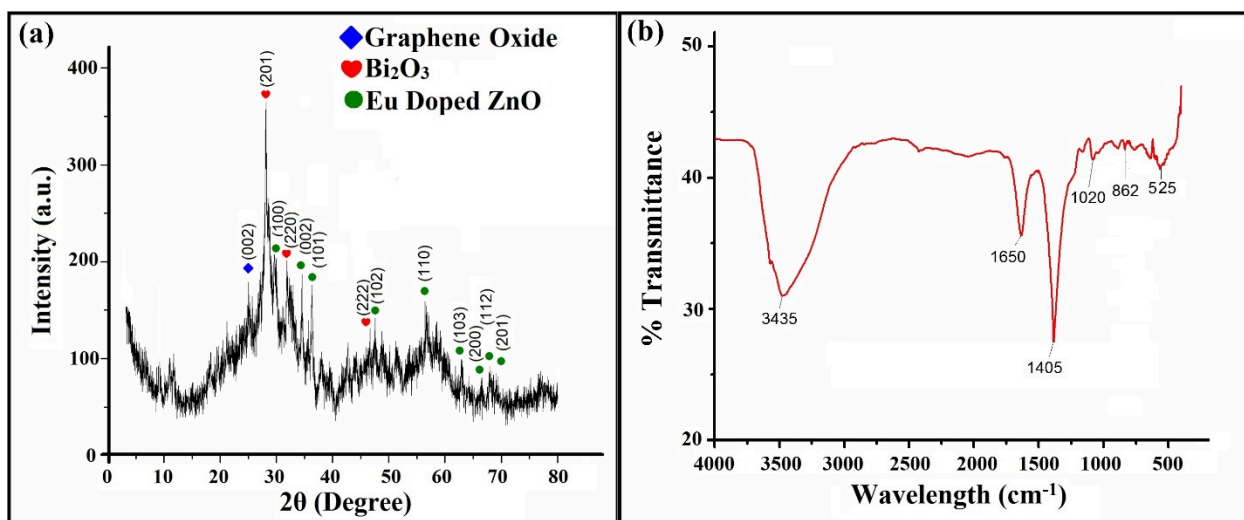 (a)
Graphene Oxide
Bi₂O₃
Eu Doped ZnO
Intensity (a.u.)
400
300
200
100
0
(002)
(201)
(100)
(220)
(002)
(101)
(222)
(102)
(110)
(103)
(200)
(112)
(201)
0 10 20 30 40 50 60 70 80
2θ (Degree)
(b)
% Transmittance
50
40
30
20
3435
1650
1405
1020
862
525
4000 3500 3000 2500 2000 1500 1000 500
Wavelength (cm⁻¹)